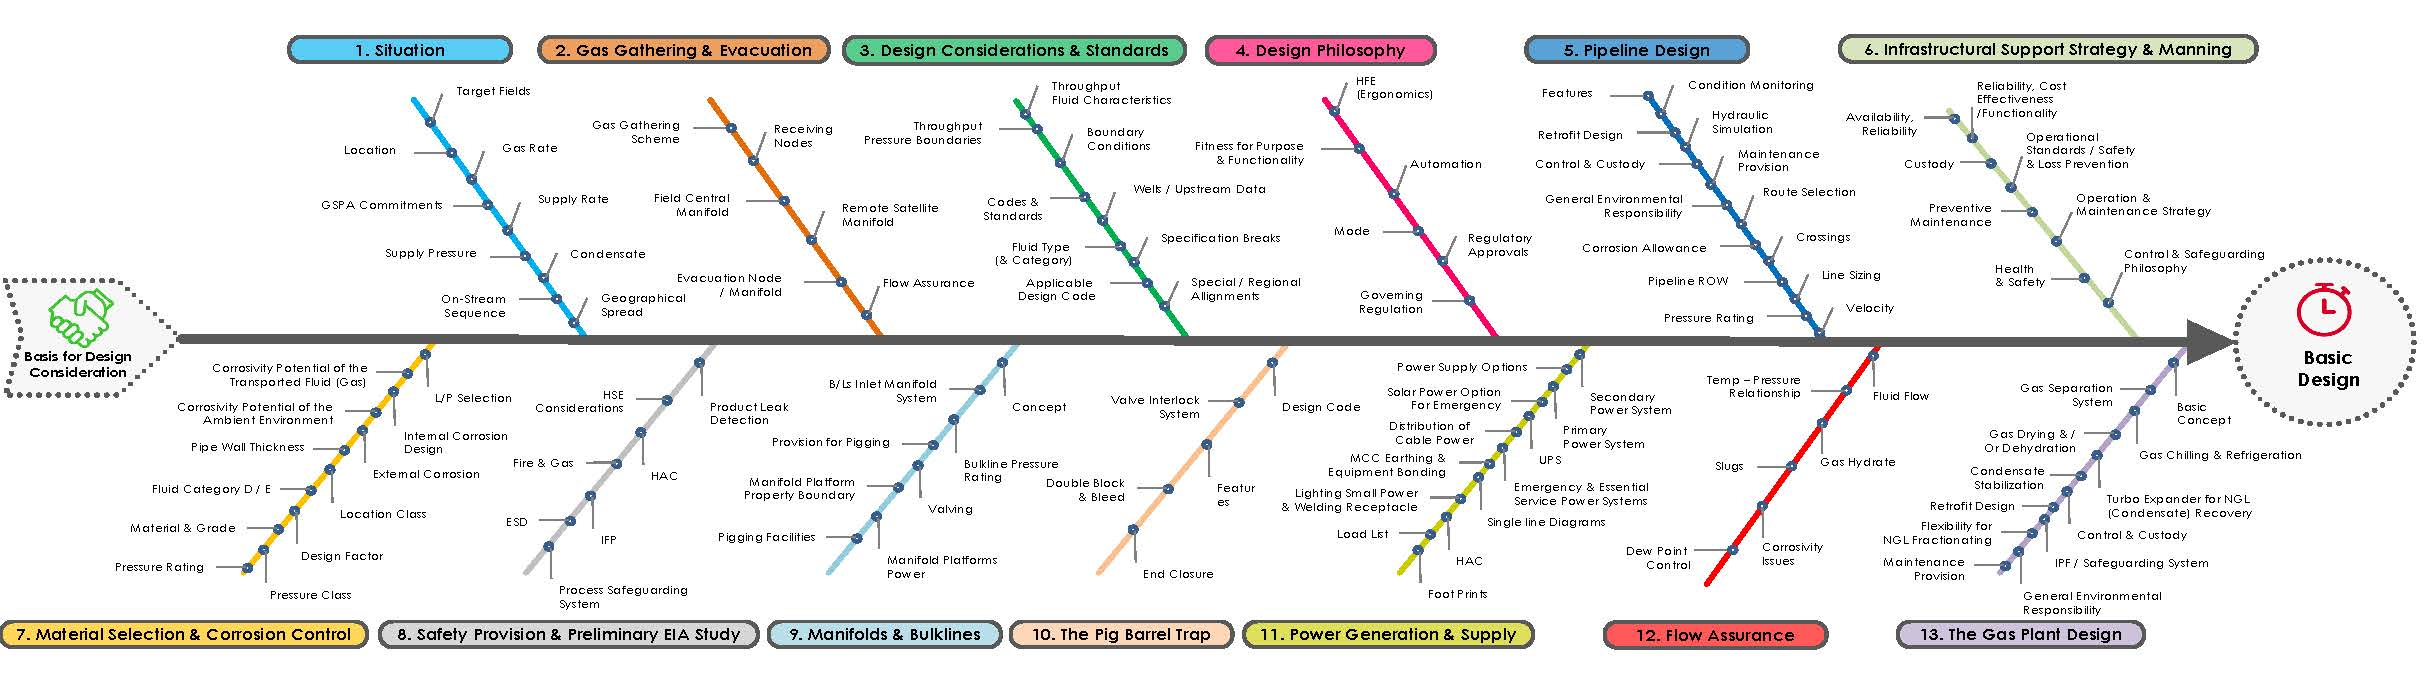 1. Situation
2. Gas Gathering & Evacuation
3. Design Considerations & Standards
4. Design Philosophy
5. Pipeline Design
6. Infrastructural Support Strategy & Manning
Target Fields
Location
Gas Rate
GSPA Commitments
Supply Rate
Supply Pressure
Condensate
On-Stream
Sequence
Geographical
Spread
Gas Gathering
Scheme
Receiving
Nodes
Field Central
Manifold
Remote Satellite
Manifold
Evacuation Node
/ Manifold
Flow Assurance
Throughput
Fluid Characteristics
Throughput
Pressure Boundaries
Boundary
Conditions
Codes &
Standards
Wells / Upstream Data
Fluid Type
(& Category)
Specification Breaks
Applicable
Design Code
Special / Regional
Allignments
HFE
(Ergonomics)
Fitness for Purpose
& Functionality
Automation
Mode
Regulatory
Approvals
Governing
Regulation
Features
Condition Monitoring
Retrofit Design
Hydraulic
Simulation
Control & Custody
Maintenance
Provision
General Environmental
Responsibility
Route Selection
Corrosion Allowance
Crossings
Pipeline ROW
Line Sizing
Pressure Rating
Velocity
Availability,
Reliability
Reliability, Cost
Effectiveness
/Functionality
Custody
Operational
Standards / Safety
& Loss Prevention
Preventive
Maintenance
Operation &
Maintenance Strategy
Health
& Safety
Control & Safeguarding
Philosophy
Basis for Design
Consideration
Basic
Design
Corrosivity Potential of the
Transported Fluid (Gas)
L/P Selection
Corrosivity Potential of the
Ambient Environment
Internal Corrosion
Design
Pipe Wall Thickness
External Corrosion
Fluid Category D / E
Location Class
Material & Grade
Design Factor
Pressure Rating
Pressure Class
HSE
Considerations
Product Leak
Detection
Fire & Gas
HAC
ESD
IFP
Process Safeguarding
System
B/Ls Inlet Manifold
System
Concept
Provision for Pigging
Bulkline Pressure
Rating
Manifold Platform
Property Boundary
Valving
Pigging Facilities
Manifold Platforms
Power
Valve Interlock
System
Design Code
Double Block
& Bleed
Featur
es
End Closure
Power Supply Options
Solar Power Option
For Emergency
Secondary
Power System
Distribution of
Cable Power
Primary
Power System
MCC Earthing &
Equipment Bonding
UPS
Lighting Small Power
& Welding Receptacle
Emergency & Essential
Service Power Systems
Load List
Single line Diagrams
HAC
Foot Prints
Temp – Pressure
Relationship
Fluid Flow
Slugs
Gas Hydrate
Dew Point
Control
Corrosivity
Issues
Gas Separation
System
Basic
Concept
Gas Drying & /
Or Dehydration
Gas Chilling & Refrigeration
Condensate
Stabilization
Turbo Expander for NGL
(Condensate) Recovery
Retrofit Design
Control & Custody
Flexibility for
NGL Fractionating
IPF / Safeguarding System
Maintenance
Provision
General Environmental
Responsibility
7. Material Selection & Corrosion Control
8. Safety Provision & Preliminary EIA Study
9. Manifolds & Bulklines
10. The Pig Barrel Trap
11. Power Generation & Supply
12. Flow Assurance
13. The Gas Plant Design